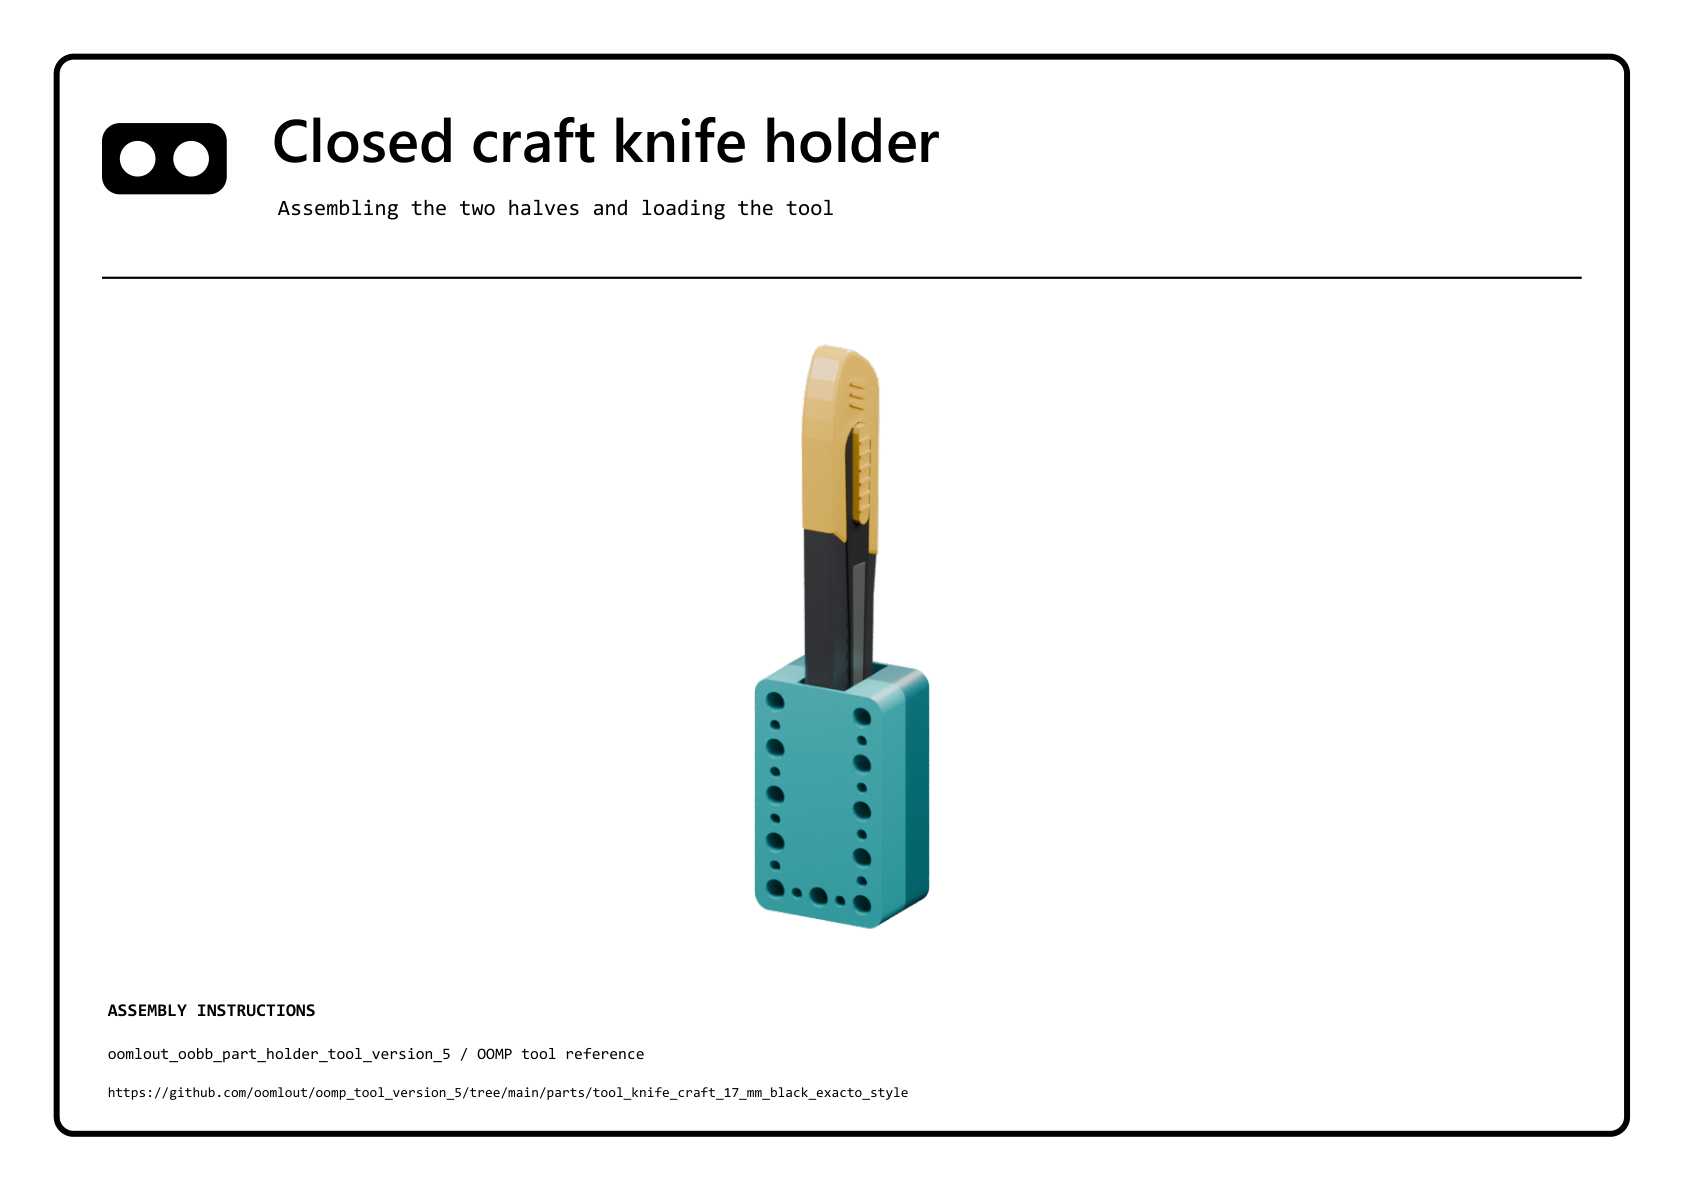 Closed craft knife holder
Assembling the two halves and loading the tool
ASSEMBLY INSTRUCTIONS
oomlout_oobb_part_holder_tool_version_5 / OOMP tool reference
https://github.com/oomlout/oomp_tool_version_5/tree/main/parts/tool_knife_craft_17_mm_black_exacto_style